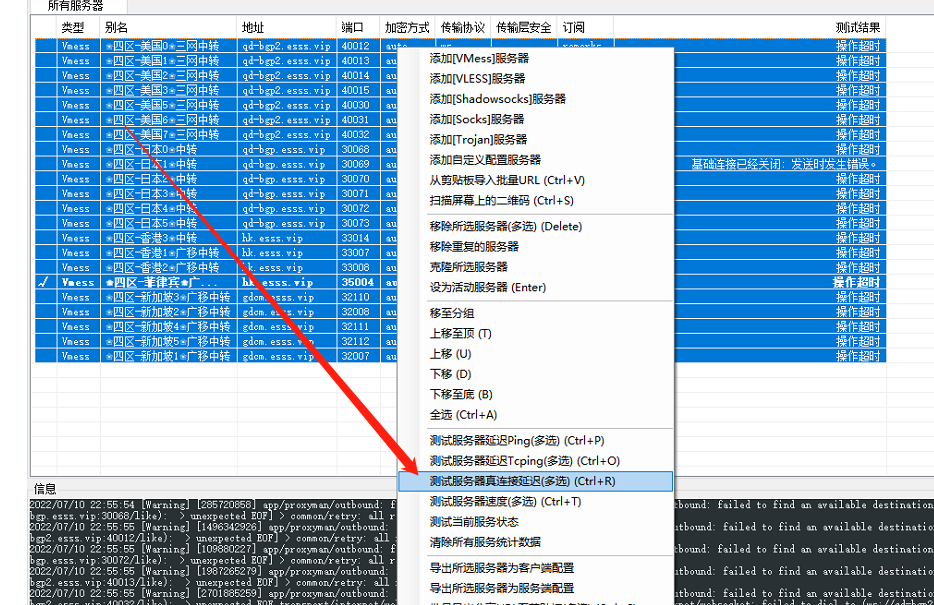 所有服务器
类型 别名 地址 端口 加密方式 传输协议 传输层安全 订阅 测试结果
Vmess ※四区-美国0※三网中转 qd-bgp2.esss.vip 40012 auto ws remarks 操作超时
Vmess ※四区-美国1※三网中转 qd-bgp2.esss.vip 40013 au 操作超时
Vmess ※四区-美国2※三网中转 qd-bgp2.esss.vip 40014 au 操作超时
Vmess ※四区-美国3※三网中转 qd-bgp2.esss.vip 40015 au 操作超时
Vmess ※四区-美国5※三网中转 qd-bgp2.esss.vip 40030 au 操作超时
Vmess ※四区-美国6※三网中转 qd-bgp2.esss.vip 40031 au 操作超时
Vmess ※四区-美国7※三网中转 qd-bgp2.esss.vip 40032 au 操作超时
Vmess ※四区-日本0※中转 qd-bgp.esss.vip 30068 au 操作超时
Vmess ※四区-日本1※中转 qd-bgp.esss.vip 30069 au 基础连接已经关闭: 发送时发生错误。
Vmess ※四区-日本2※中转 qd-bgp.esss.vip 30070 au 操作超时
Vmess ※四区-日本3※中转 qd-bgp.esss.vip 30071 au 操作超时
Vmess ※四区-日本4※中转 qd-bgp.esss.vip 30072 au 操作超时
Vmess ※四区-日本5※中转 qd-bgp.esss.vip 30073 au 操作超时
Vmess ※四区-香港3※中转 hk.esss.vip 33014 au 操作超时
Vmess ※四区-香港1※广移中转 hk.esss.vip 33007 au 操作超时
Vmess ※四区-香港2※广移中转 hk.esss.vip 33008 au 操作超时
√ Vmess ※四区-菲律宾※广... hk.esss.vip 35004 au 操作超时
Vmess ※四区-新加坡3※广移中转 gdcm.esss.vip 32110 au 操作超时
Vmess ※四区-新加坡2※广移中转 gdcm.esss.vip 32008 au 操作超时
Vmess ※四区-新加坡4※广移中转 gdcm.esss.vip 32111 au 操作超时
Vmess ※四区-新加坡5※广移中转 gdcm.esss.vip 32112 au 操作超时
Vmess ※四区-新加坡1※广移中转 gdcm.esss.vip 32007 au 操作超时
添加[VMess]服务器
添加[VLESS]服务器
添加[Shadowsocks]服务器
添加[Socks]服务器
添加[Trojan]服务器
添加自定义配置服务器
从剪贴板导入批量URL (Ctrl+V)
扫描屏幕上的二维码 (Ctrl+S)
移除所选服务器(多选) (Delete)
移除重复的服务器
克隆所选服务器
设为活动服务器 (Enter)
移至分组
上移至顶 (T)
上移 (U)
下移 (D)
下移至底 (B)
全选 (Ctrl+A)
测试服务器延迟Ping(多选) (Ctrl+P)
测试服务器延迟Tcping(多选) (Ctrl+O)
测试服务器真连接延迟(多选) (Ctrl+R)
测试服务器速度(多选) (Ctrl+T)
测试当前服务状态
清除所有服务统计数据
导出所选服务器为客户端配置
导出所选服务器为服务端配置
信息
2022/07/10 22:55:54 [Warning] [285720858] app/proxyman/outbound: f tbound: failed to find an available destination
bgp.esss.vip:30068/like): > unexpected EOF] > common/retry: all r
2022/07/10 22:55:55 [Warning] [1496342926] app/proxyman/outbound: utbound: failed to find an available destination
bgp2.esss.vip:40012/like): > unexpected EOF] > common/retry: all
2022/07/10 22:55:55 [Warning] [109880227] app/proxyman/outbound: f tbound: failed to find an available destination
bgp.esss.vip:30072/like): > unexpected EOF] > common/retry: all r
2022/07/10 22:55:55 [Warning] [1987265279] app/proxyman/outbound: utbound: failed to find an available destination
bgp2.esss.vip:40013/like): > unexpected EOF] > common/retry: all
2022/07/10 22:55:55 [Warning] [2701885259] app/proxyman/outbound: utbound: failed to find an available destination